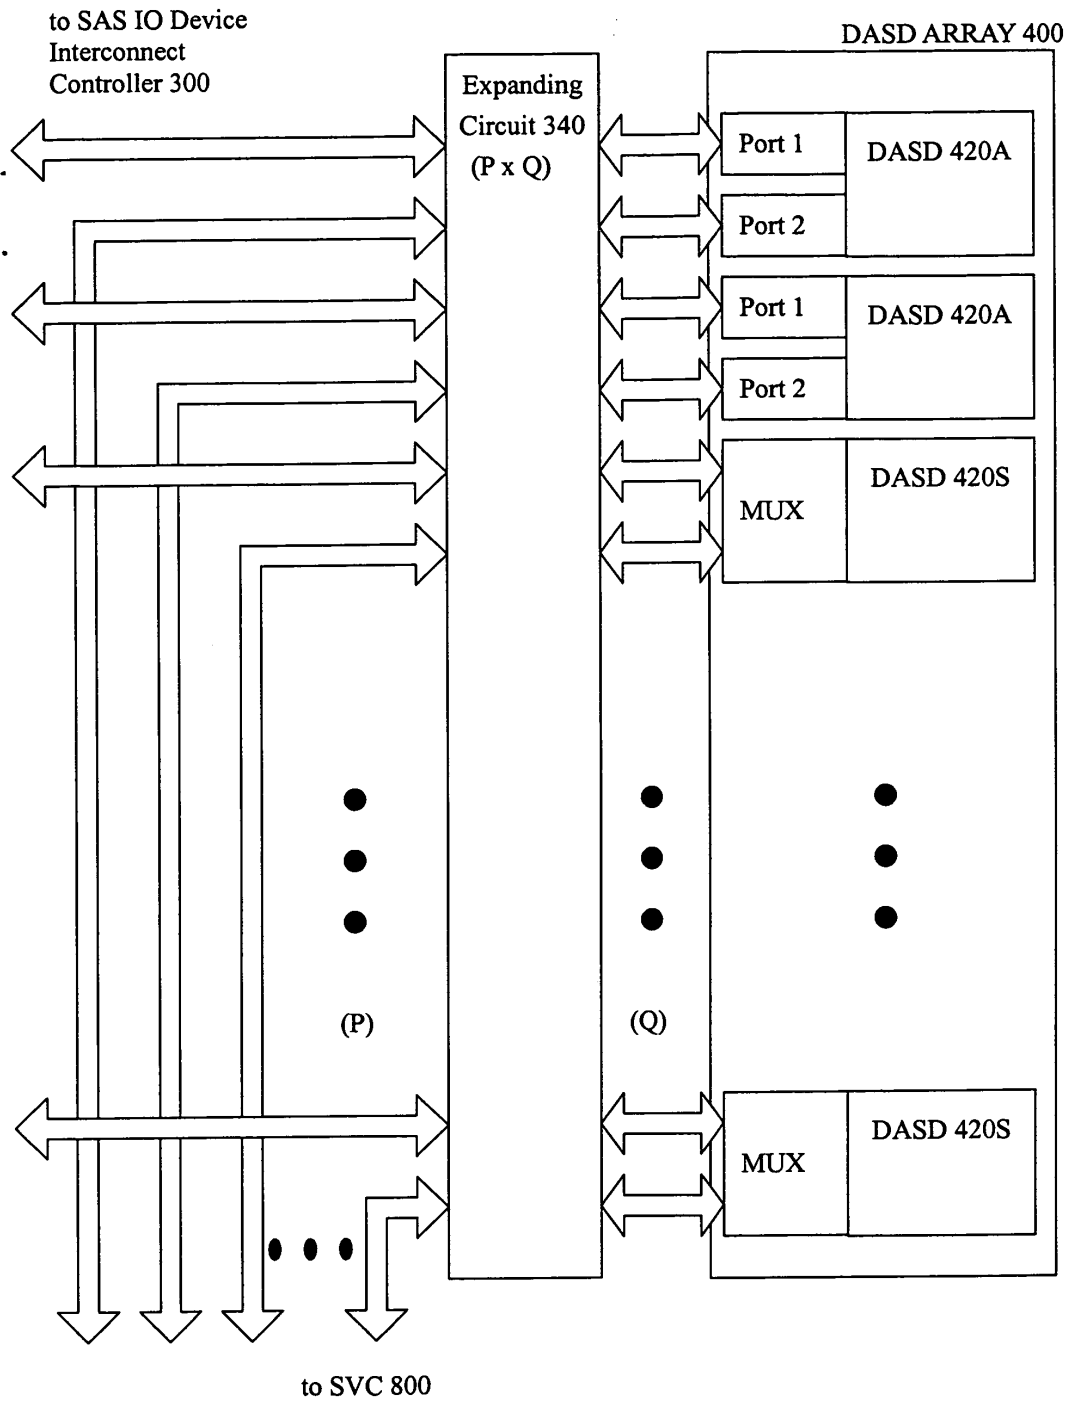 to SAS IO Device
Interconnect
Controller 300
DASD ARRAY 400
Expanding
Circuit 340
(P x Q)
Port 1
DASD 420A
Port 2
Port 1
DASD 420A
Port 2
DASD 420S
MUX
(P)
(Q)
DASD 420S
MUX
to SVC 800